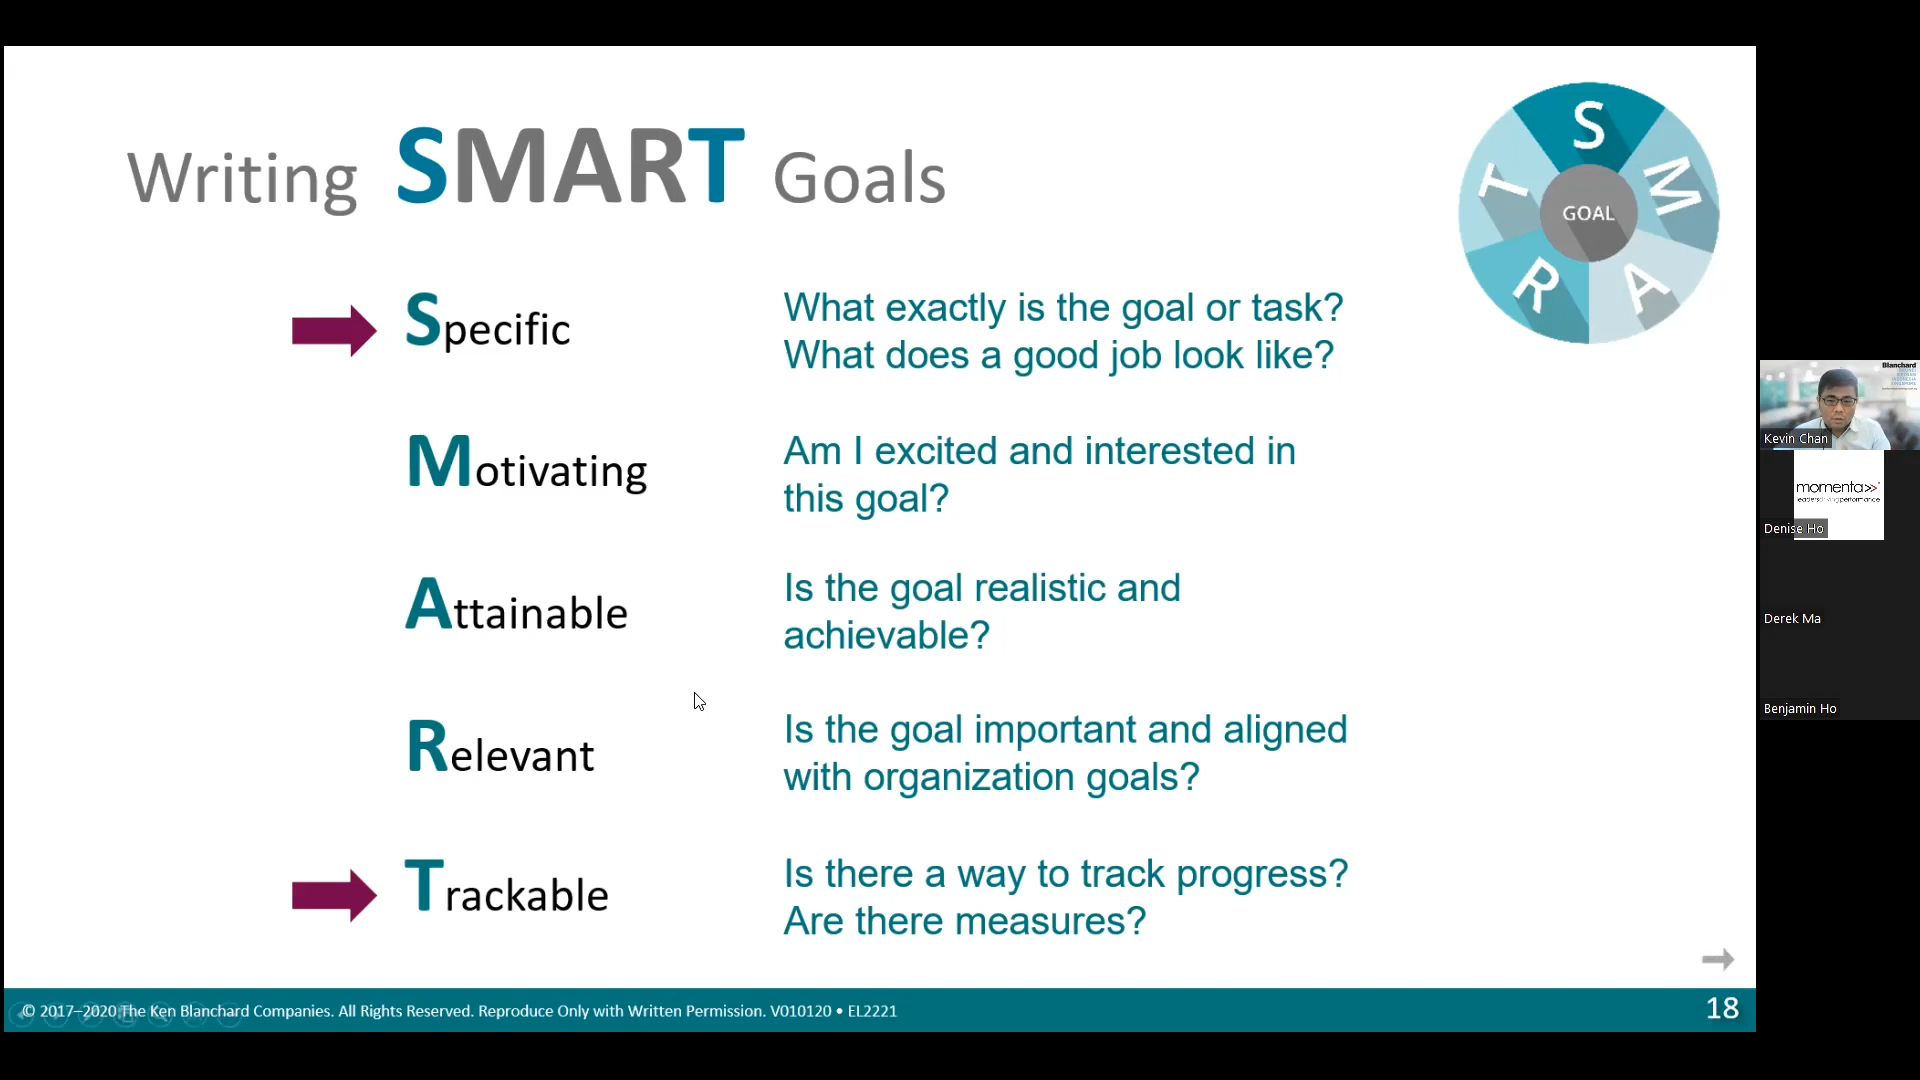 Writing SMART Goals
S
M
A
R
T
GOAL
Specific
What exactly is the goal or task?
What does a good job look like?
Motivating
Am I excited and interested in
this goal?
Attainable
Is the goal realistic and
achievable?
Relevant
Is the goal important and aligned
with organization goals?
Trackable
Is there a way to track progress?
Are there measures?
© 2017–2020 The Ken Blanchard Companies. All Rights Reserved. Reproduce Only with Written Permission. V010120 • EL2221
18
Blanchard
Kevin Chan
momenta>>
Denise Ho
Derek Ma
Benjamin Ho